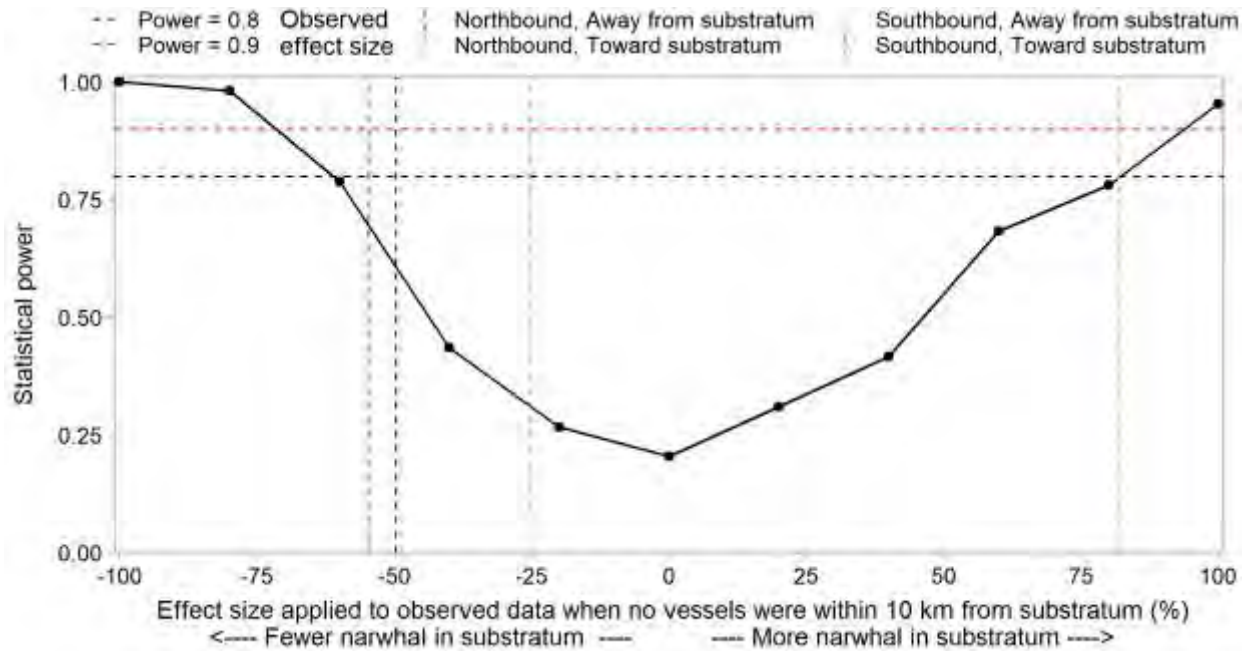 Power = 0.8 Observed Northbound, Away from substratum Southbound, Away from substratum
Power = 0.9 effect size Northbound, Toward substratum Southbound, Toward substratum
1.00
0.75
0.50
0.25
0.00
Statistical power
-100 -75 -50 -25 0 25 50 75 100
Effect size applied to observed data when no vessels were within 10 km from substratum (%)
<---- Fewer narwhal in substratum ---- ---- More narwhal in substratum ---->